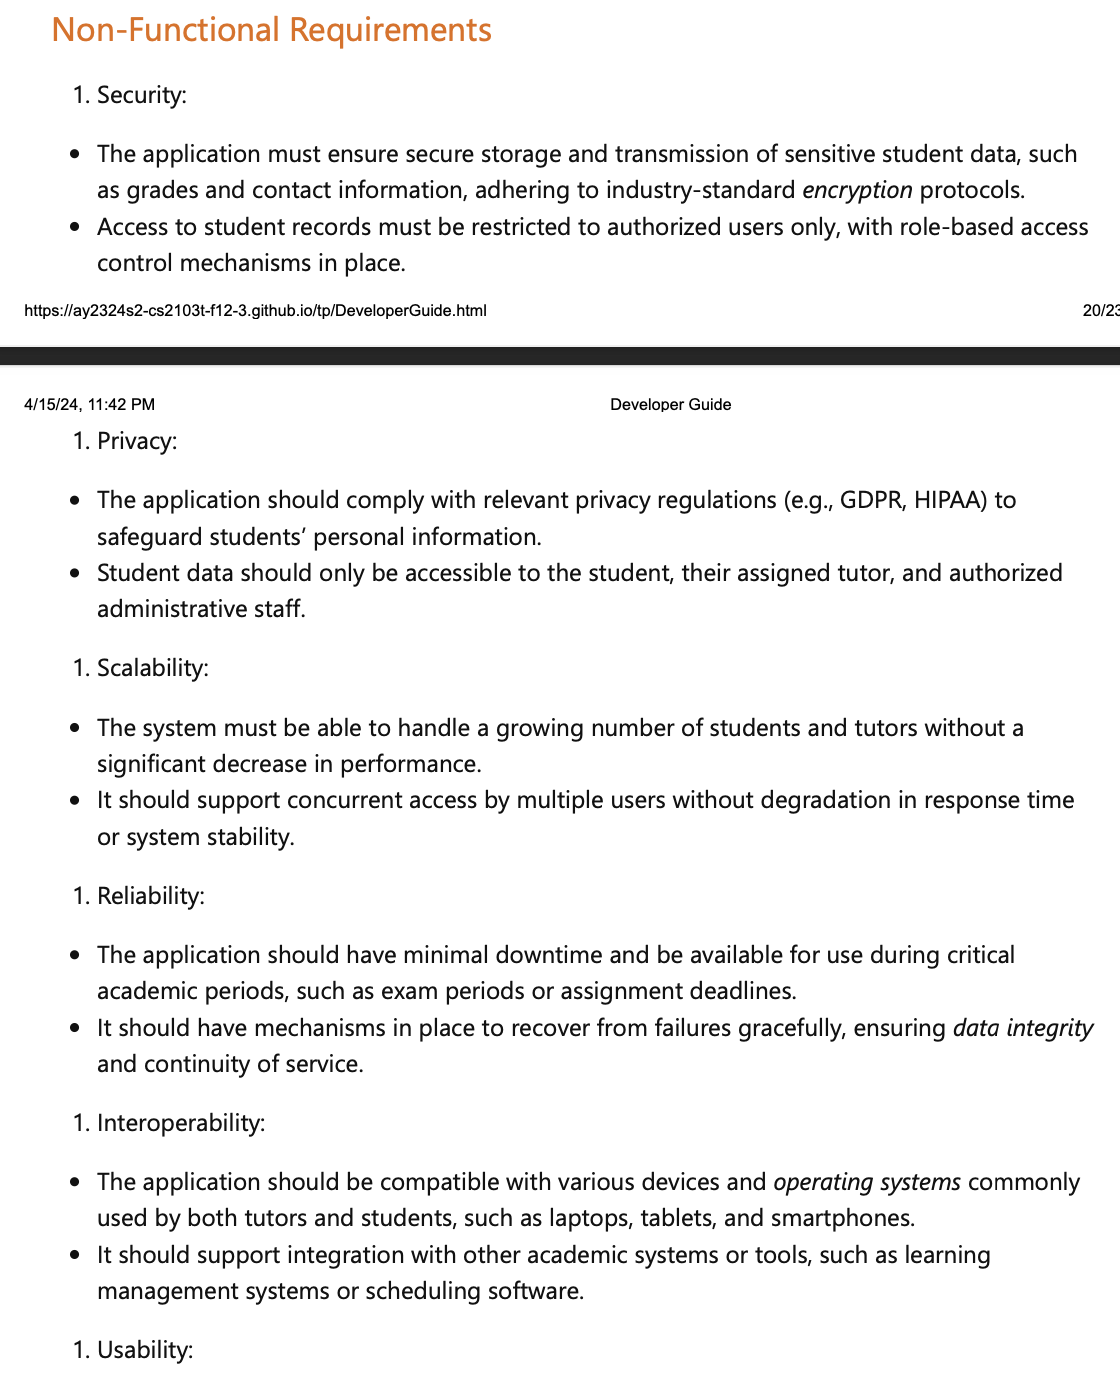 Non-Functional Requirements
1. Security:
• The application must ensure secure storage and transmission of sensitive student data, such
as grades and contact information, adhering to industry-standard encryption protocols.
• Access to student records must be restricted to authorized users only, with role-based access
control mechanisms in place.
https://ay2324s2-cs2103t-f12-3.github.io/tp/DeveloperGuide.html 20/23
4/15/24, 11:42 PM Developer Guide
1. Privacy:
• The application should comply with relevant privacy regulations (e.g., GDPR, HIPAA) to
safeguard students’ personal information.
• Student data should only be accessible to the student, their assigned tutor, and authorized
administrative staff.
1. Scalability:
• The system must be able to handle a growing number of students and tutors without a
significant decrease in performance.
• It should support concurrent access by multiple users without degradation in response time
or system stability.
1. Reliability:
• The application should have minimal downtime and be available for use during critical
academic periods, such as exam periods or assignment deadlines.
• It should have mechanisms in place to recover from failures gracefully, ensuring data integrity
and continuity of service.
1. Interoperability:
• The application should be compatible with various devices and operating systems commonly
used by both tutors and students, such as laptops, tablets, and smartphones.
• It should support integration with other academic systems or tools, such as learning
management systems or scheduling software.
1. Usability: